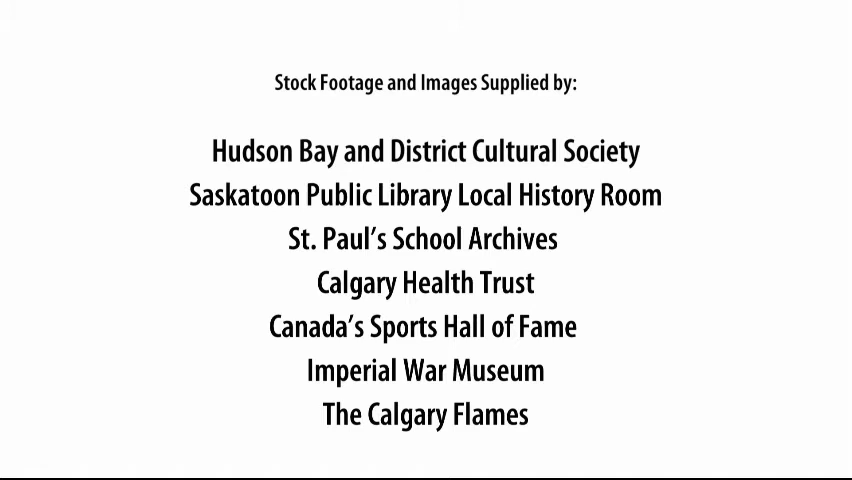 Stock Footage and Images Supplied by:
Hudson Bay and District Cultural Society
Saskatoon Public Library Local History Room
St. Paul’s School Archives
Calgary Health Trust
Canada’s Sports Hall of Fame
Imperial War Museum
The Calgary Flames